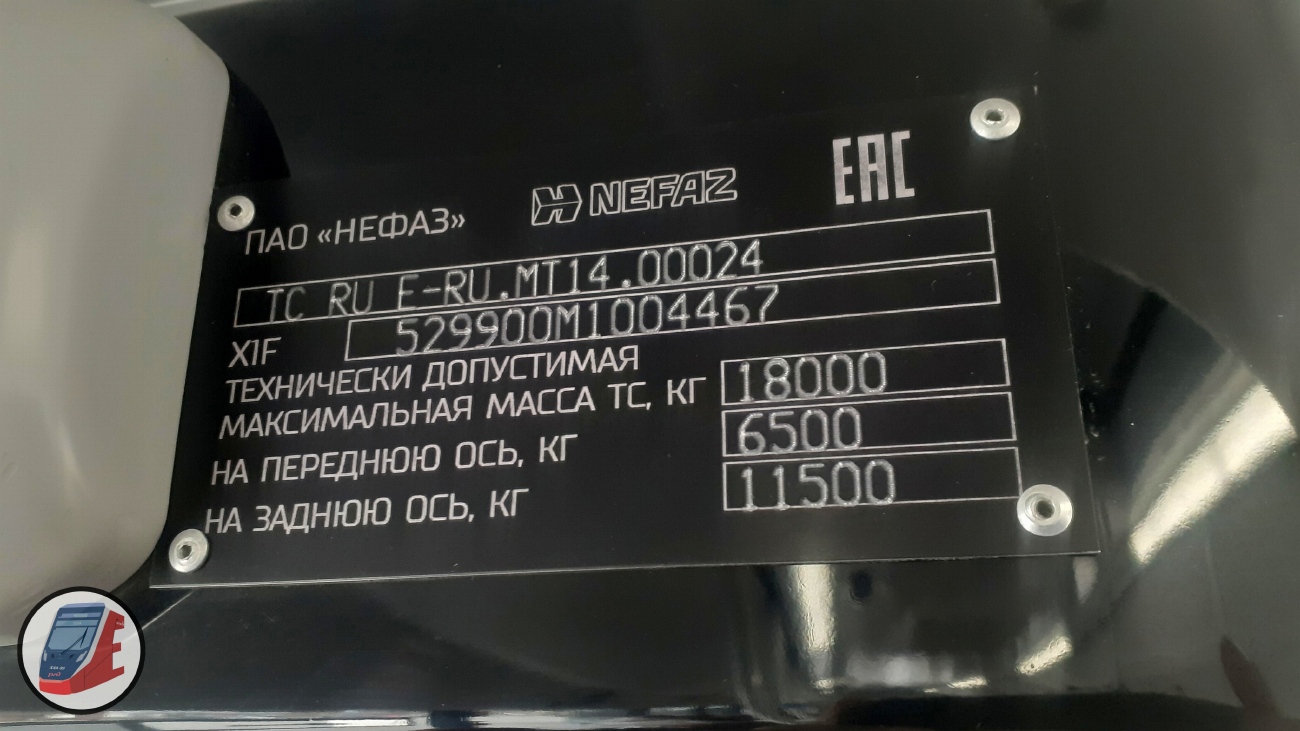 ПАО «НЕФАЗ» NEFAZ EAC
ТС RU E-RU.MT14.00024
X1F 529900M1004467
ТЕХНИЧЕСКИ ДОПУСТИМАЯ
МАКСИМАЛЬНАЯ МАССА ТС, КГ 18000
НА ПЕРЕДНЮЮ ОСЬ, КГ 6500
НА ЗАДНЮЮ ОСЬ, КГ 11500